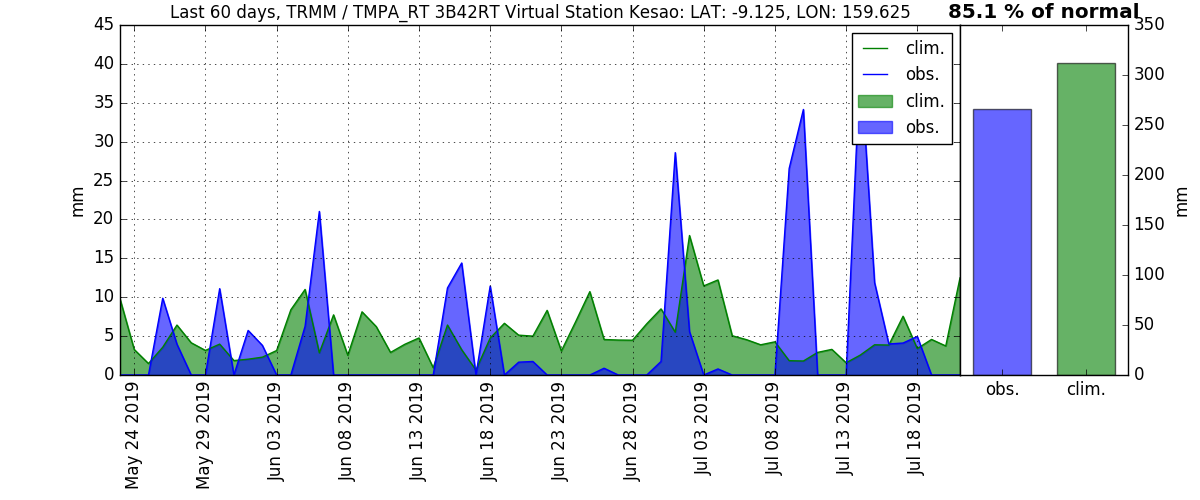 Last 60 days, TRMM / TMPA_RT 3B42RT Virtual Station Kesao: LAT: -9.125, LON: 159.625
85.1 % of normal
45
40
35
30
25
20
15
10
5
0
mm
clim.
obs.
clim.
obs.
350
300
250
200
150
100
50
0
mm
May 24 2019
May 29 2019
Jun 03 2019
Jun 08 2019
Jun 13 2019
Jun 18 2019
Jun 23 2019
Jun 28 2019
Jul 03 2019
Jul 08 2019
Jul 13 2019
Jul 18 2019
obs.
clim.